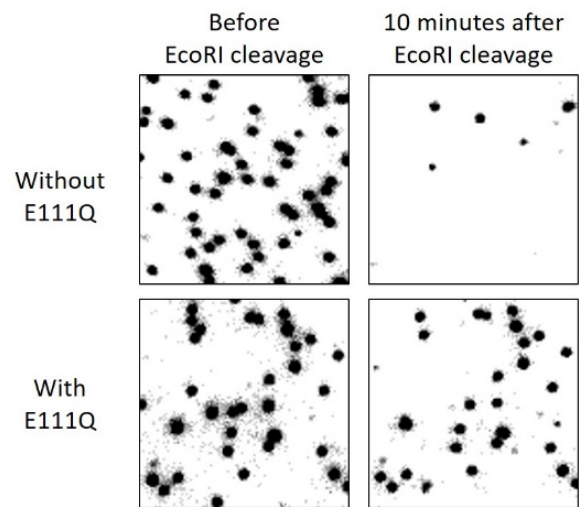 Before
EcoRI cleavage
10 minutes after
EcoRI cleavage
Without
E111Q
With
E111Q